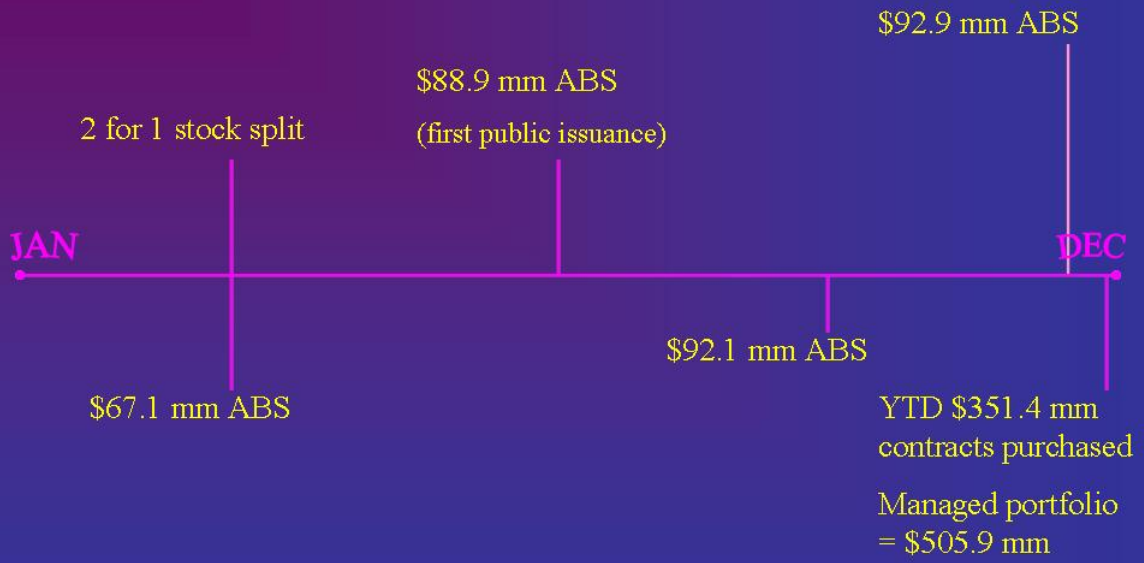 $92.9 mm ABS
$88.9 mm ABS
(first public issuance)
2 for 1 stock split
JAN
DEC
$92.1 mm ABS
$67.1 mm ABS
YTD $351.4 mm
contracts purchased
Managed portfolio
= $505.9 mm